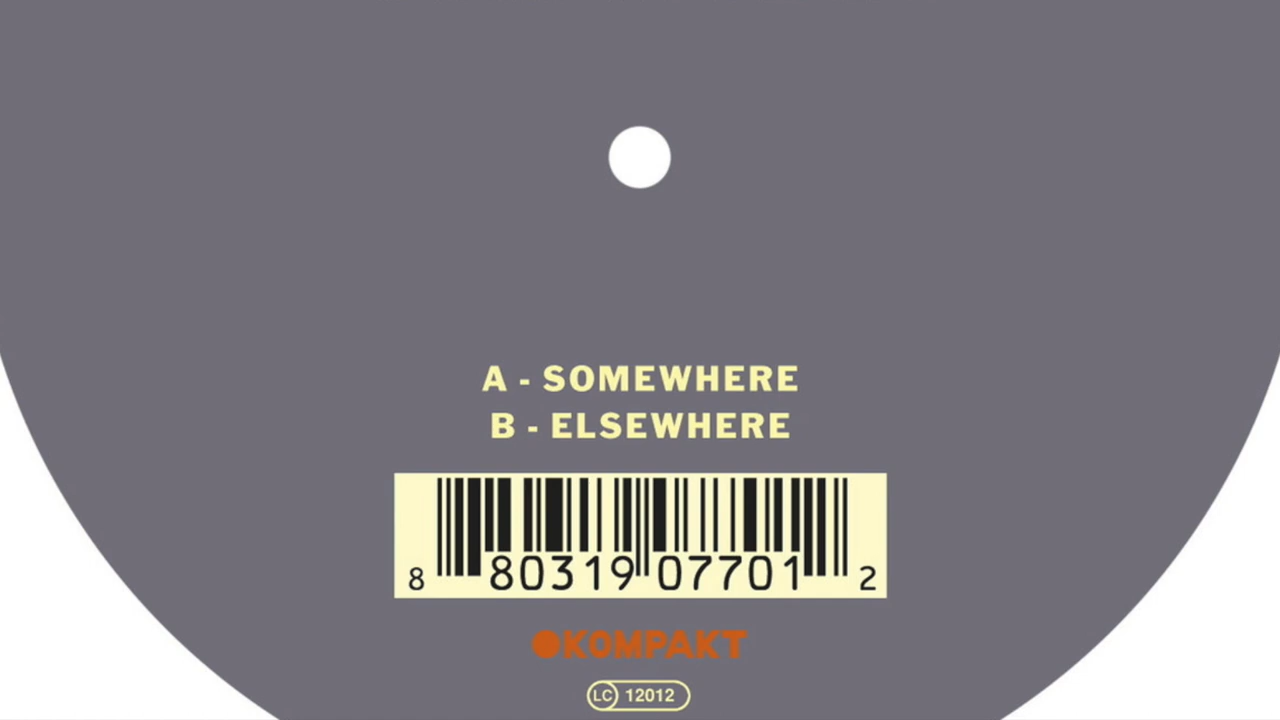 A - SOMEWHERE
B - ELSEWHERE
8 80319 07701 2
KOMPAKT
LC 12012